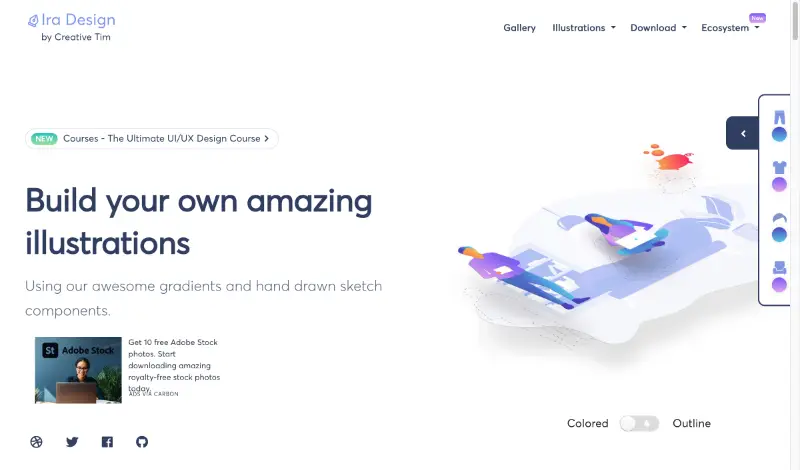 Ira Design
by Creative Tim
Gallery
Illustrations
Download
Ecosystem
New
NEW
Courses - The Ultimate UI/UX Design Course
Build your own amazing
illustrations
Using our awesome gradients and hand drawn sketch
components.
St Adobe Stock
Get 10 free Adobe Stock
photos. Start
downloading amazing
royalty-free stock photos
today.
ADS VIA CARBON
Colored
Outline